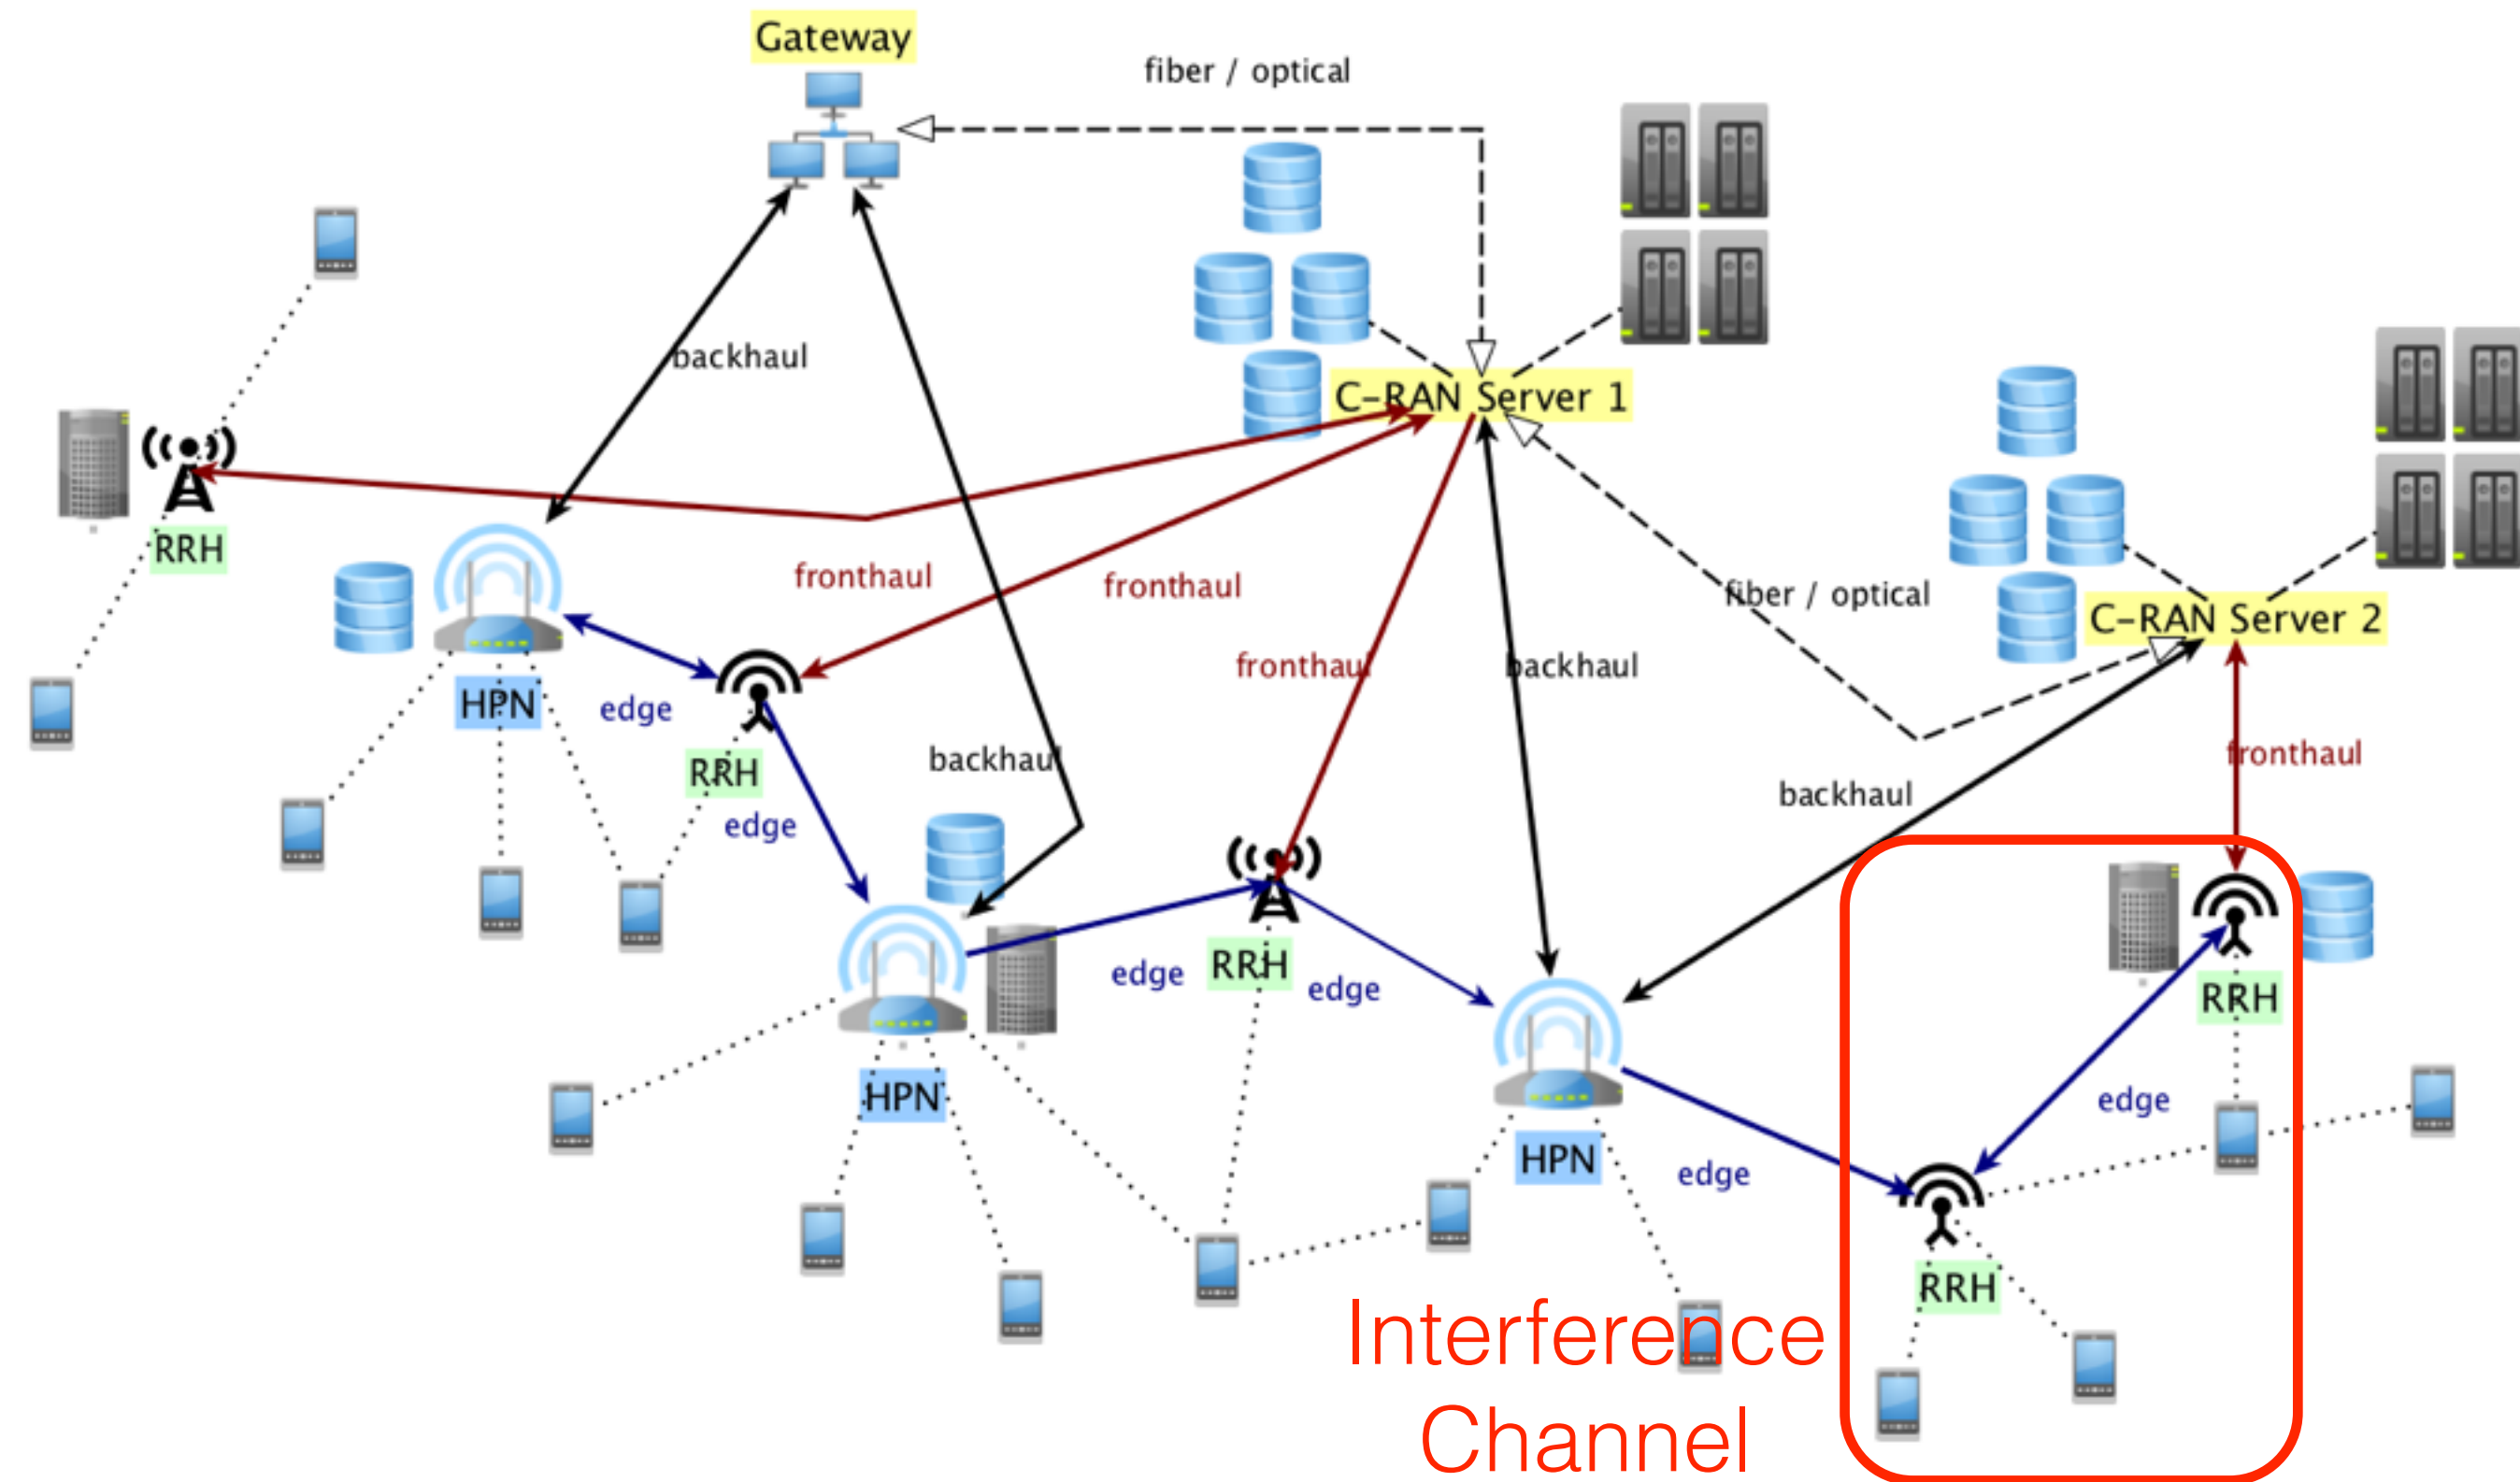 Gateway
fiber / optical
backhaul
C-RAN Server 1
RRH
fronthaul
fronthaul
fiber / optical
C-RAN Server 2
fronthaul
backhaul
HPN
edge
fronthaul
backhaul
RRH
backhaul
edge
RRH
edge
edge
RRH
HPN
edge
HPN
edge
RRH
Interference
Channel